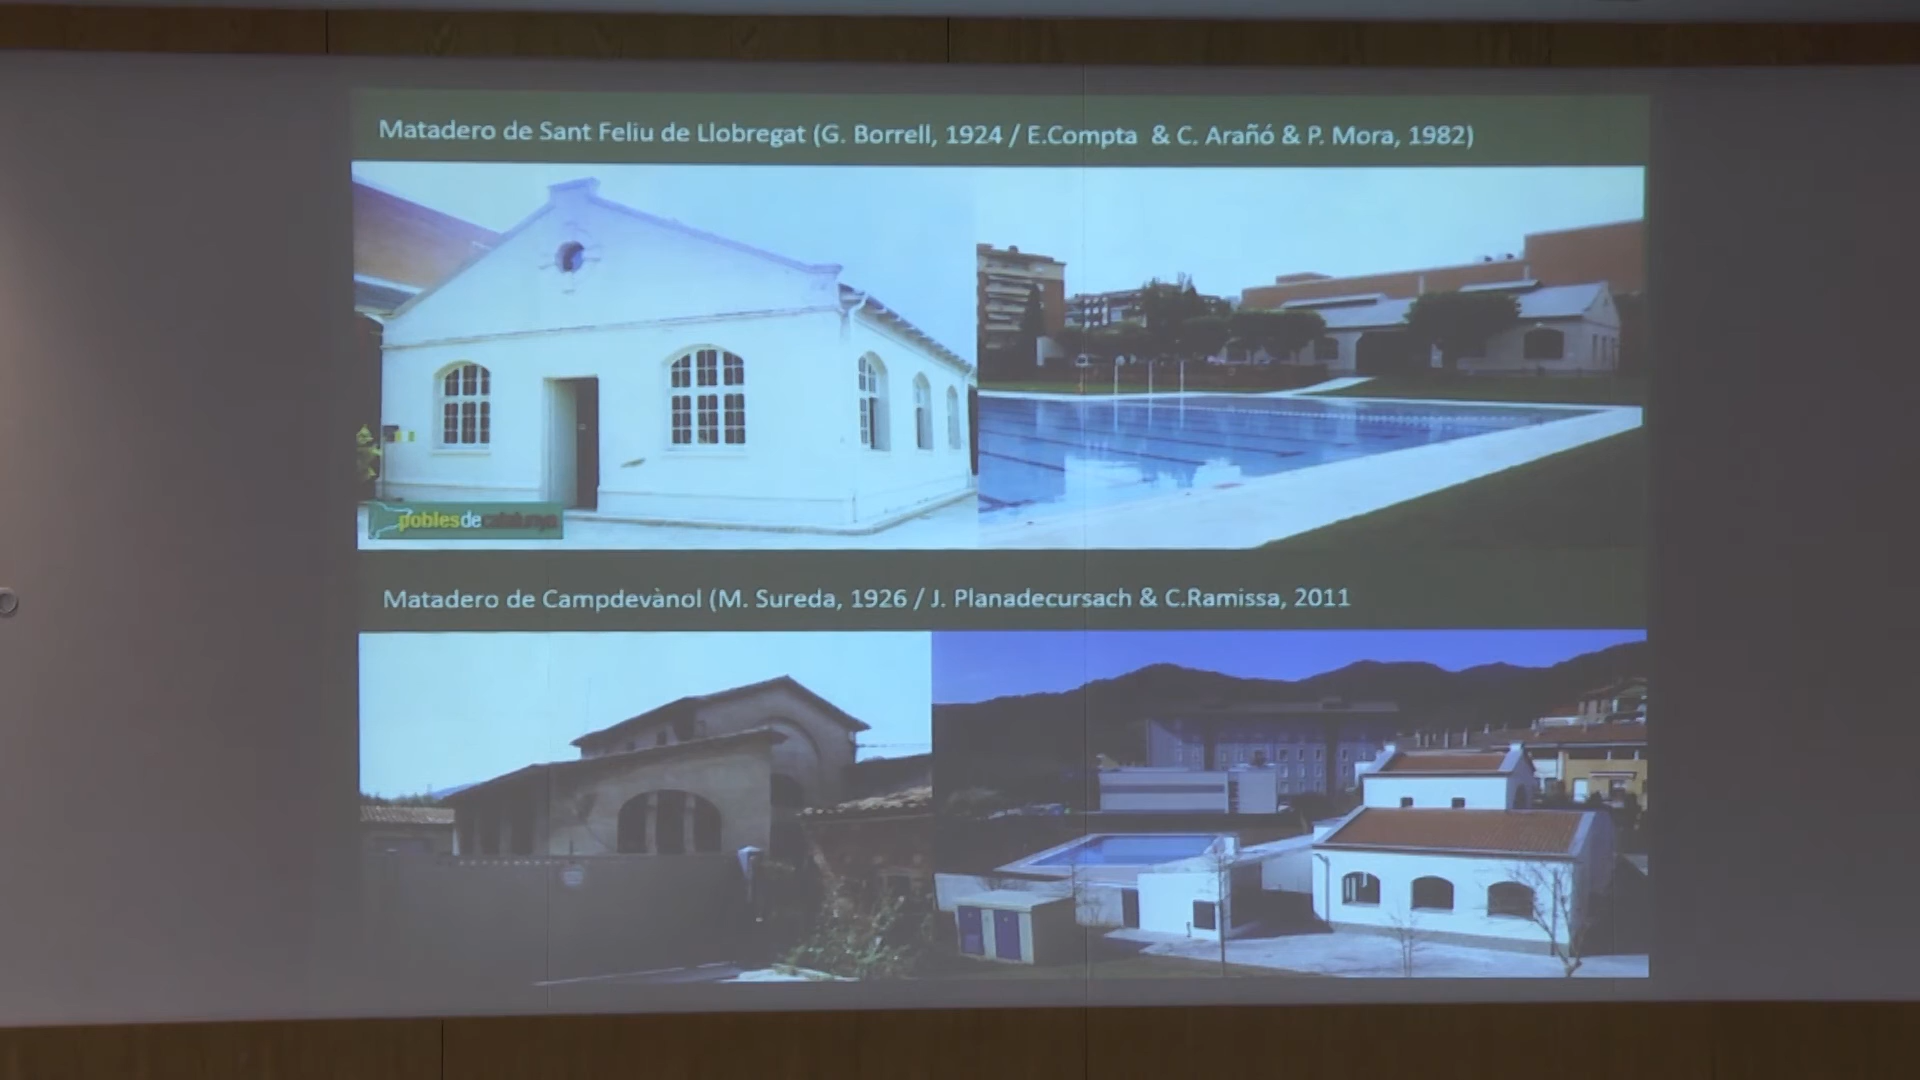 Matadero de Sant Feliu de Llobregat (G. Borrell, 1924 / E.Compta & C. Arañó & P. Mora, 1982)
poblesdecatalunya
Matadero de Campdevànol (M. Sureda, 1926 / J. Planadecursach & C.Ramissa, 2011